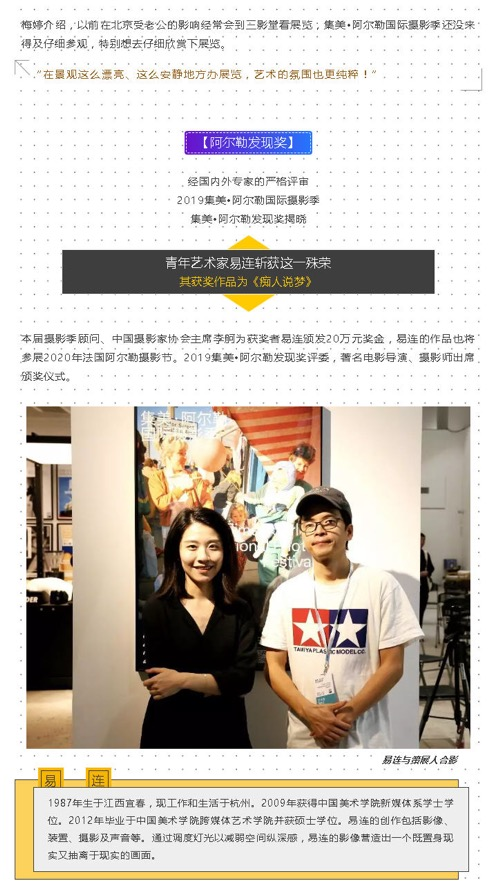 梅婷介绍，以前在北京受老公的影响经常会到三影堂看展览；集美•阿尔勒国际摄影季还没来
得及仔细参观，特别想去仔细欣赏下展览。
“在景观这么漂亮、这么安静地方办展览，艺术的氛围也更纯粹！”
【阿尔勒发现奖】
经国内外专家的严格评审
2019集美•阿尔勒国际摄影季
集美•阿尔勒发现奖揭晓
青年艺术家易连斩获这一殊荣
其获奖作品为《痴人说梦》
本届摄影季顾问、中国摄影家协会主席李舸为获奖者易连颁发20万元奖金，易连的作品也将
参展2020年法国阿尔勒摄影节。2019集美•阿尔勒发现奖评委，著名电影导演、摄影师出席
颁奖仪式。
集美·阿尔勒
TAMIYA PLASTIC MODEL CO.
易连与策展人合影
易 连
1987年生于江西宜春，现工作和生活于杭州。2009年获得中国美术学院新媒体系学士学
位。2012年毕业于中国美术学院跨媒体艺术学院并获硕士学位。易连的创作包括影像、
装置、摄影及声音等。通过调度灯光以减弱空间纵深感，易连的影像营造出一个既置身现
实又抽离于现实的画面。